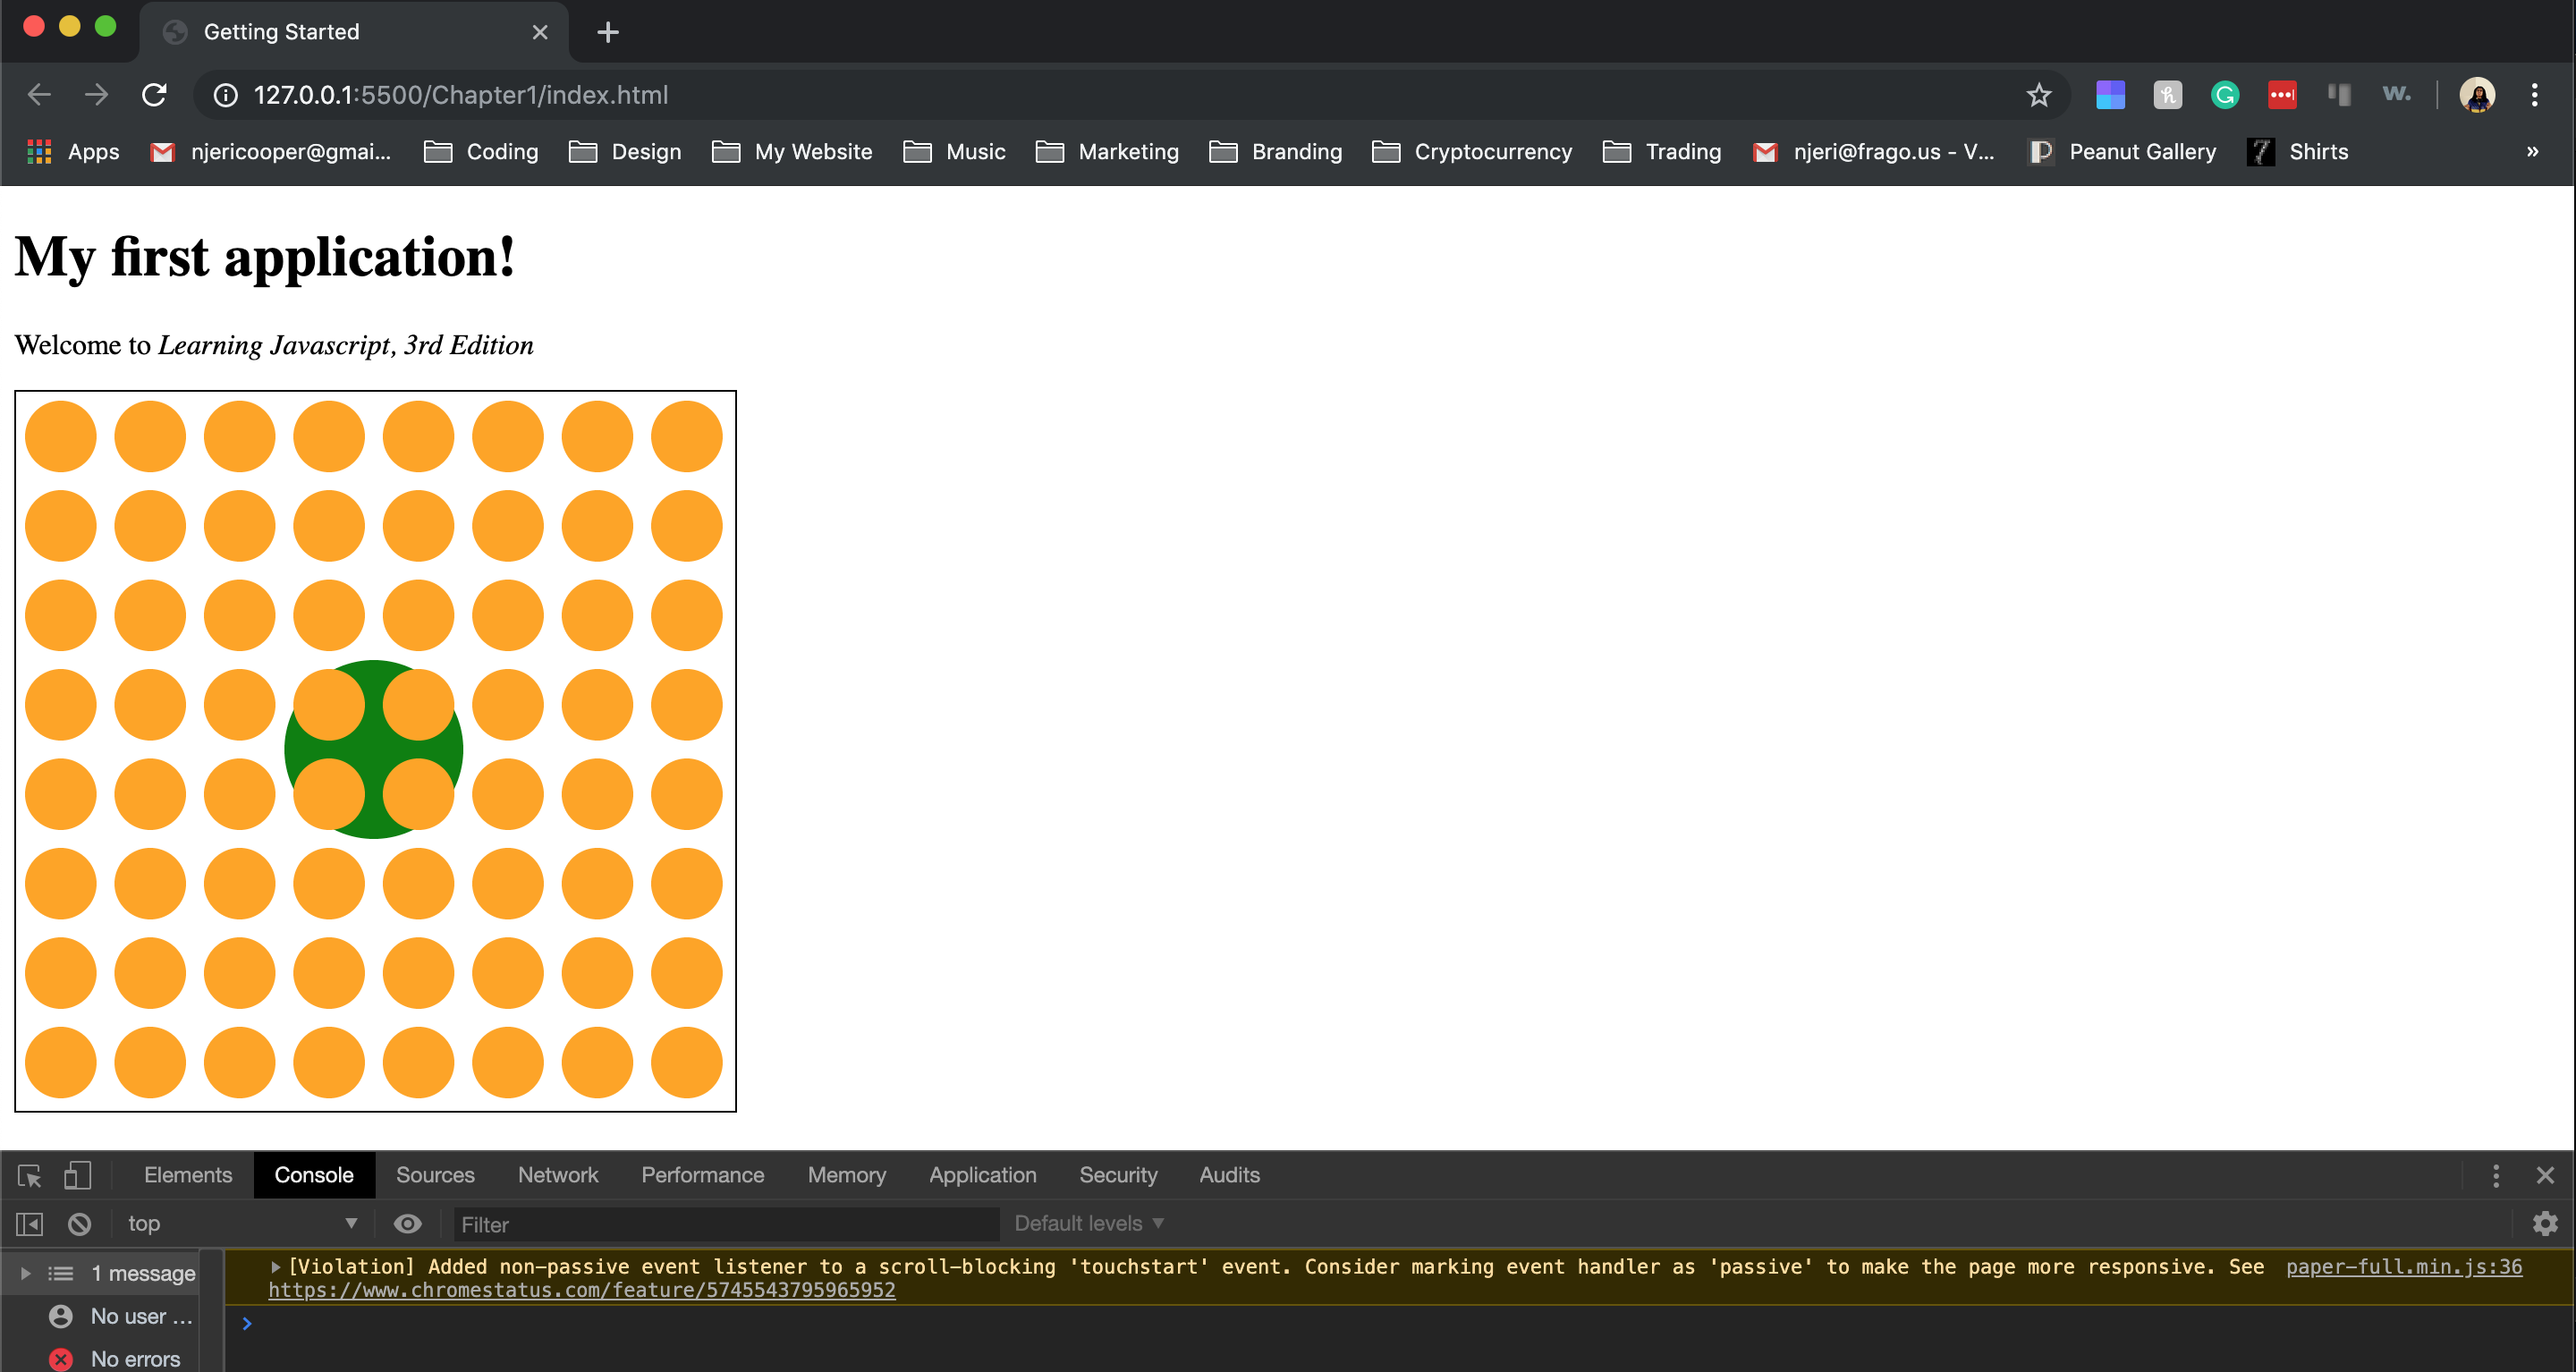 Getting Started
127.0.0.1:5500/Chapter1/index.html
w.
Apps njericooper@gmai... Coding Design My Website Music Marketing Branding Cryptocurrency Trading njeri@frago.us - V... Peanut Gallery Shirts »
My first application!
Welcome to Learning Javascript, 3rd Edition
Elements Console Sources Network Performance Memory Application Security Audits
top Filter Default levels
1 message
[Violation] Added non-passive event listener to a scroll-blocking 'touchstart' event. Consider marking event handler as 'passive' to make the page more responsive. See paper-full.min.js:36
https://www.chromestatus.com/feature/5745543795965952
No user ...
No errors